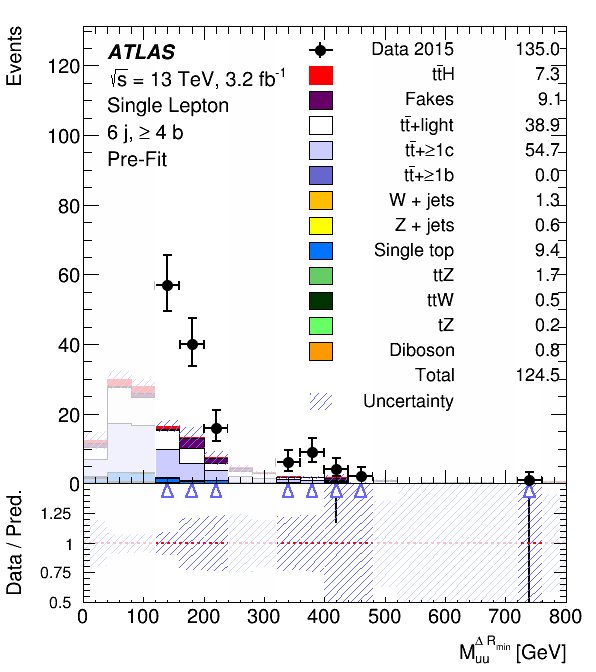 Events
120
100
80
60
40
20
0
ATLAS
√s = 13 TeV, 3.2 fb⁻¹
Single Lepton
6 j, ≥ 4 b
Pre-Fit
Data 2015 135.0
tt̄H 7.3
Fakes 9.1
tt̄+light 38.9
tt̄+≥1c 54.7
tt̄+≥1b 0.0
W + jets 1.3
Z + jets 0.6
Single top 9.4
ttZ 1.7
ttW 0.5
tZ 0.2
Diboson 0.8
Total 124.5
Uncertainty
Data / Pred.
1.25
1
0.75
0.5
0 100 200 300 400 500 600 700 800
M_uu^Δ R_min [GeV]